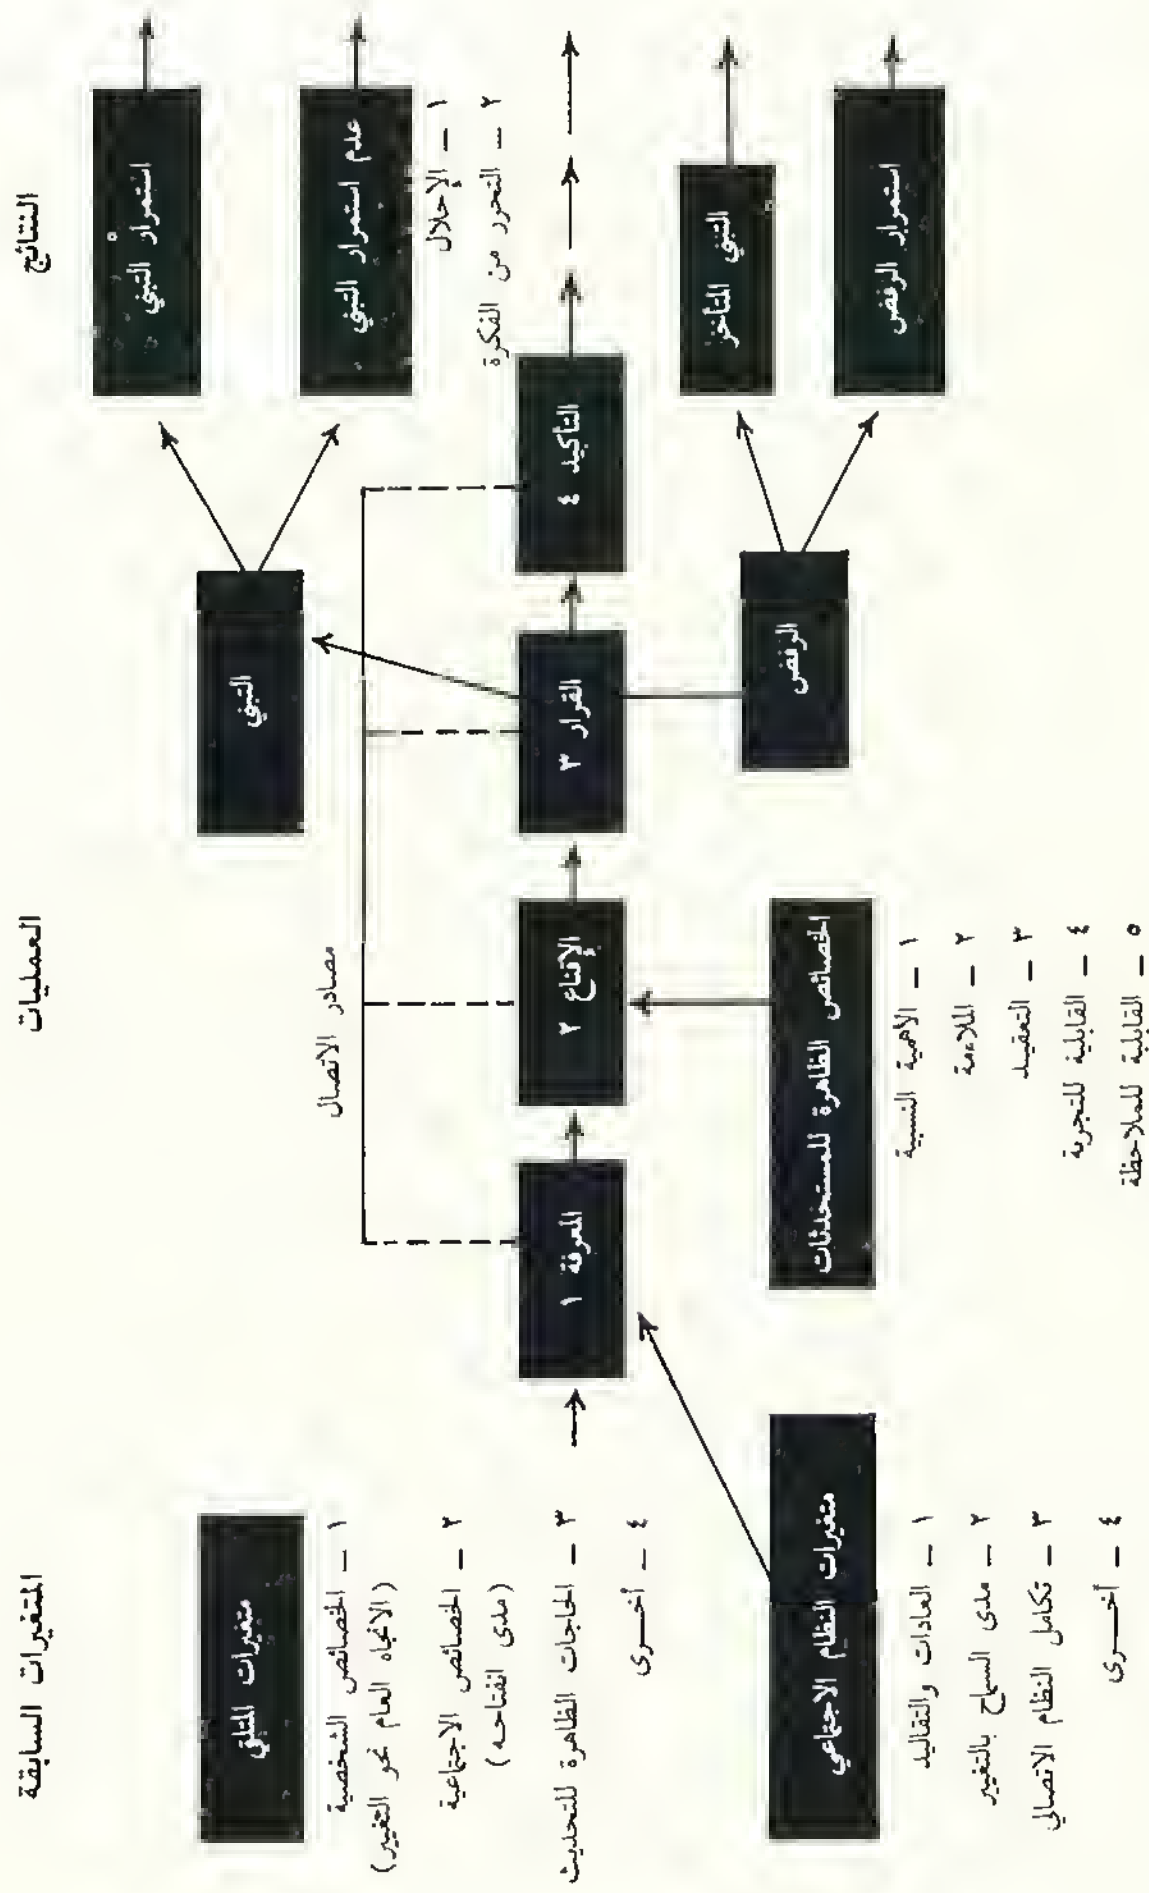 المتغيرات السابقة
العمليات
النتائج
متغيرات المتلقي
١ – الخصائص الشخصية
(الاتجاه العام نحو التغيير)
٢ – الخصائص الاجتماعية
(مدى انفتاحه)
٣ – الحاجات الظاهرة للتحديث
٤ – أخـــرى
متغيرات النظام الاجتماعي
١ – العادات والتقاليد
٢ – مدى السماح بالتغيير
٣ – تكامل النظام الاتصالي
٤ – أخـــرى
مصادر الاتصال
المعرفة ١
الإقناع ٢
القرار ٣
التأكيد ٤
الخصائص الظاهرة للمستحدثات
١ – الأهمية النسبية
٢ – الملاءمة
٣ – التعقيـد
٤ – القابلية للتجربة
٥ – القابلية للملاحظة
التبني
الرفض
استمرار التبني
عدم استمرار التبني
١ – الإحلال
٢ – التحرر من الفكرة
التبني المتأخر
استمرار الرفض